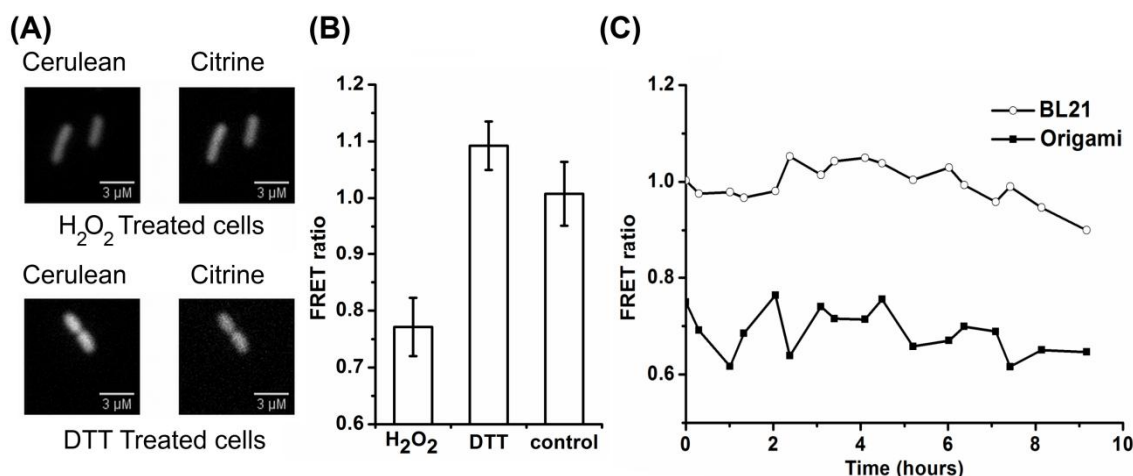 (A)
Cerulean Citrine
3 µM 3 µM
H₂O₂ Treated cells
Cerulean Citrine
3 µM 3 µM
DTT Treated cells
(B)
FRET ratio
1.2
1.1
1.0
0.9
0.8
0.7
0.6
H₂O₂ DTT control
(C)
FRET ratio
1.2
1.0
0.8
0.6
BL21
Origami
0 2 4 6 8 10
Time (hours)